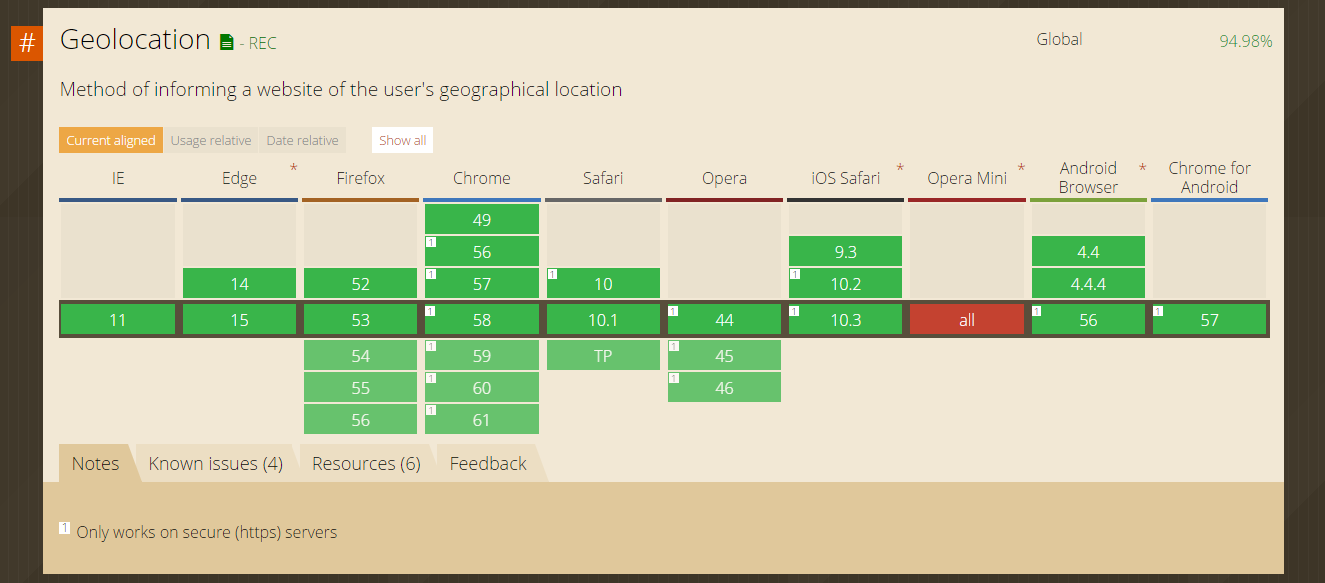 # Geolocation - REC Global 94.98%
Method of informing a website of the user's geographical location
Current aligned Usage relative Date relative Show all
IE Edge * Firefox Chrome Safari Opera iOS Safari * Opera Mini * Android Browser * Chrome for Android
49
1 56 9.3 4.4
14 52 1 57 1 10 1 10.2 4.4.4
11 15 53 1 58 10.1 1 44 1 10.3 all 1 56 1 57
54 1 59 TP 1 45
55 1 60 1 46
56 1 61
Notes Known issues (4) Resources (6) Feedback
1 Only works on secure (https) servers